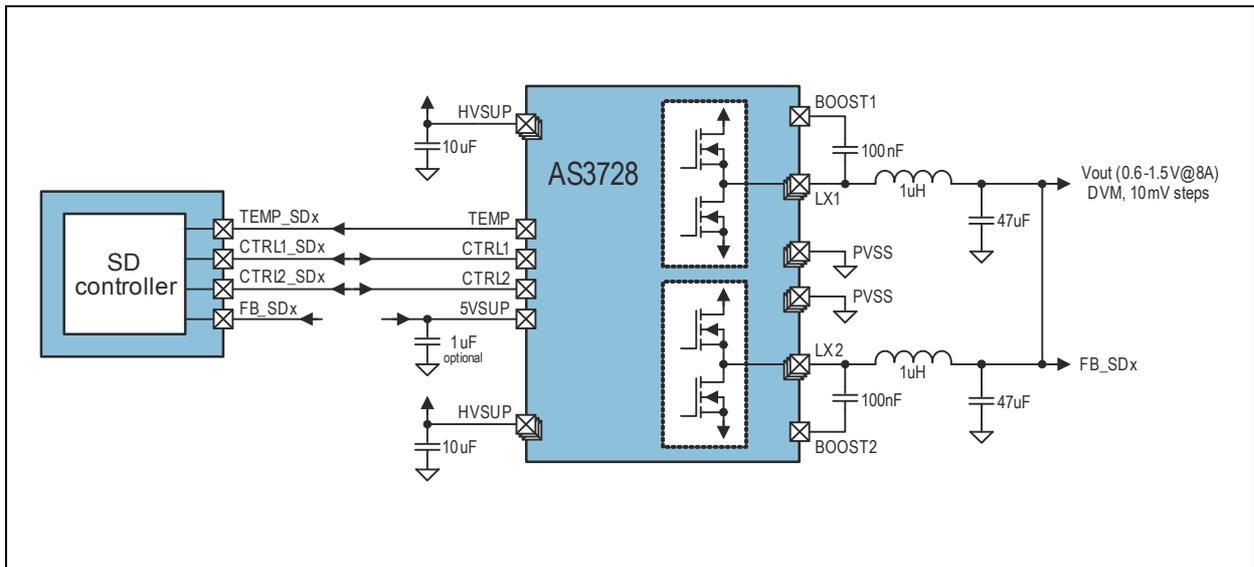 SD
controller
TEMP_SDx
CTRL1_SDx
CTRL2_SDx
FB_SDx
HVSUP
10uF
TEMP
CTRL1
CTRL2
5VSUP
1uF
optional
HVSUP
10uF
AS3728
BOOST1
100nF
LX1
1uH
47uF
Vout (0.6-1.5V@8A)
DVM, 10mV steps
PVSS
PVSS
LX2
1uH
100nF
47uF
BOOST2
FB_SDx